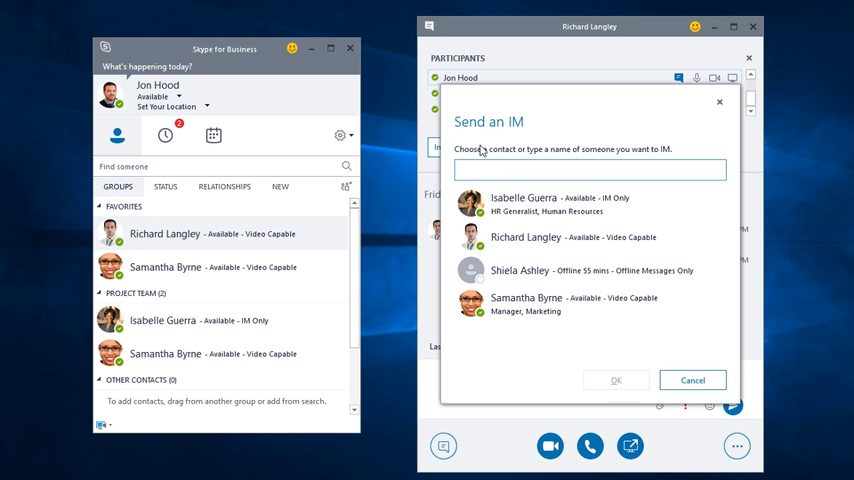 Skype for Business
What's happening today?
Jon Hood
Available
Set Your Location
2
Find someone
GROUPS STATUS RELATIONSHIPS NEW
FAVORITES
Richard Langley - Available - Video Capable
Samantha Byrne - Available - Video Capable
PROJECT TEAM (2)
Isabelle Guerra - Available - IM Only
Samantha Byrne - Available - Video Capable
OTHER CONTACTS (0)
To add contacts, drag from another group or add from search.
Richard Langley
PARTICIPANTS
Jon Hood
In
Frid
M
M
Las
Send an IM
Choose a contact or type a name of someone you want to IM.
Isabelle Guerra - Available - IM Only
HR Generalist, Human Resources
Richard Langley - Available - Video Capable
Shiela Ashley - Offline 55 mins - Offline Messages Only
Samantha Byrne - Available - Video Capable
Manager, Marketing
OK Cancel